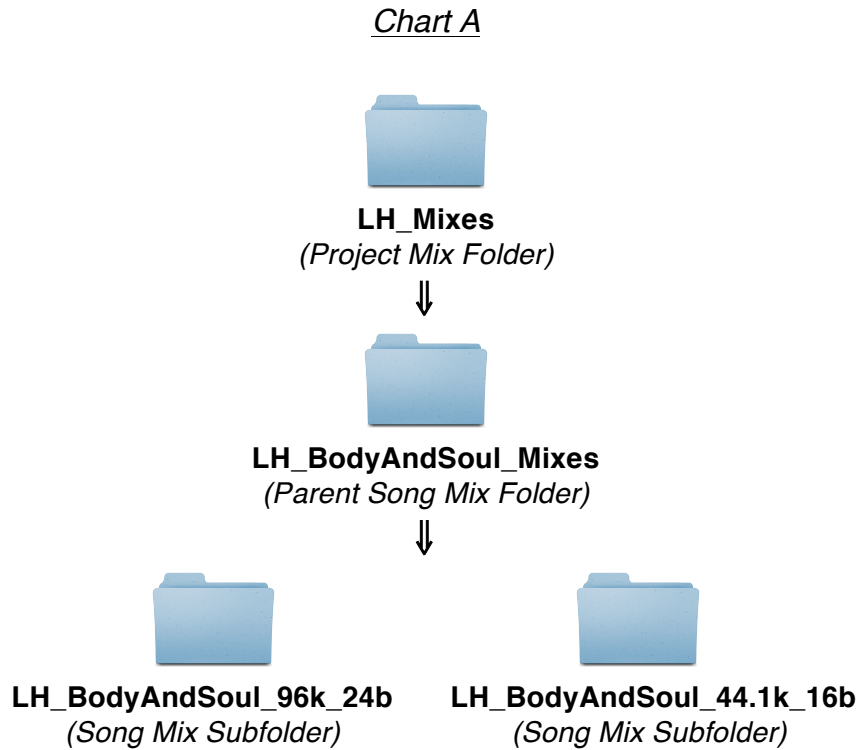 Chart A
LH_Mixes
(Project Mix Folder)
⇓
LH_BodyAndSoul_Mixes
(Parent Song Mix Folder)
⇓
LH_BodyAndSoul_96k_24b LH_BodyAndSoul_44.1k_16b
(Song Mix Subfolder) (Song Mix Subfolder)